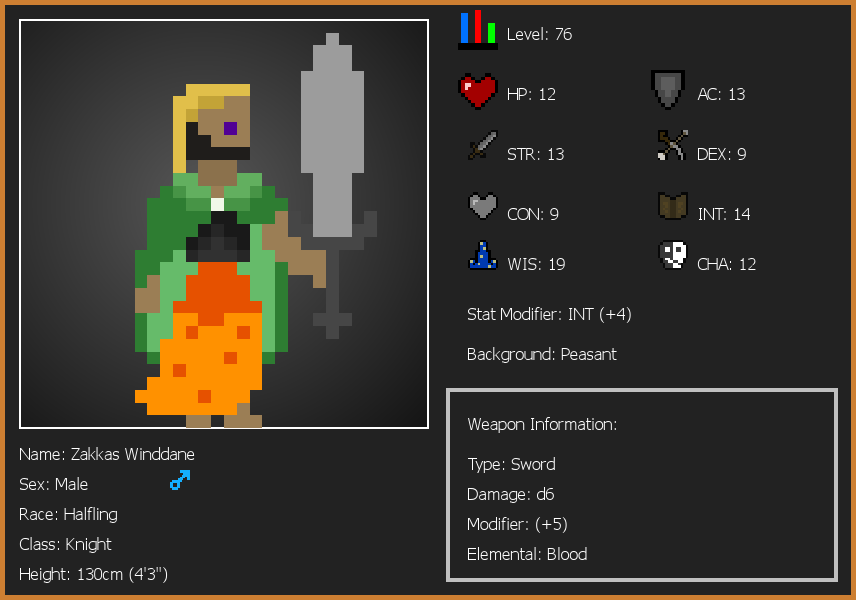 Level: 76
HP: 12
AC: 13
STR: 13
DEX: 9
CON: 9
INT: 14
WIS: 19
CHA: 12
Stat Modifier: INT (+4)
Background: Peasant
Weapon Information:
Type: Sword
Damage: d6
Modifier: (+5)
Elemental: Blood
Name: Zakkas Winddane
Sex: Male
Race: Halfling
Class: Knight
Height: 130cm (4'3")